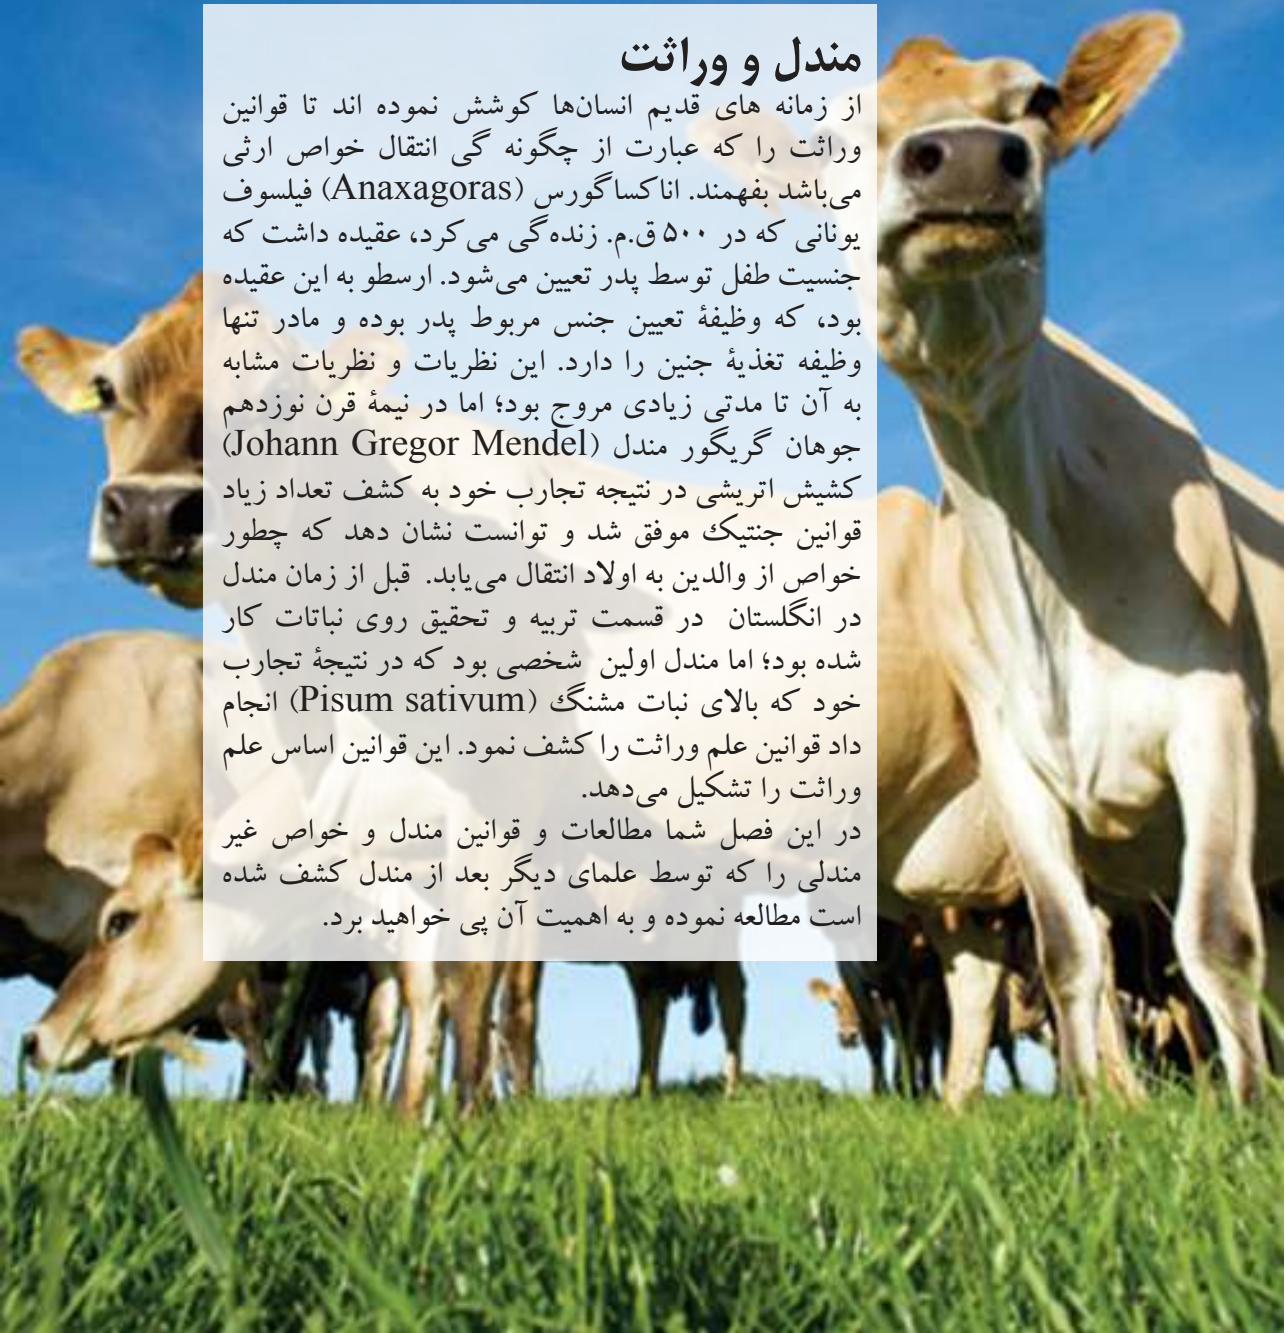 مندل و وراثت
از زمانه های قدیم انسان‌ها کوشش نموده اند تا قوانین
وراثت را که عبارت از چگونه گی انتقال خواص ارثی
می‌باشد بفهمند. اناکساگورس (Anaxagoras) فیلسوف
یونانی که در ۵۰۰ ق.م. زنده‌گی می‌کرد، عقیده داشت که
جنسیت طفل توسط پدر تعیین می‌شود. ارسطو به این عقیده
بود، که وظیفۀ تعیین جنس مربوط پدر بوده و مادر تنها
وظیفه تغذیۀ جنین را دارد. این نظریات و نظریات مشابه
به آن تا مدتی زیادی مروج بود؛ اما در نیمۀ قرن نوزدهم
جوهان گریگور مندل (Johann Gregor Mendel)
کشیش اتریشی در نتیجه تجارب خود به کشف تعداد زیاد
قوانین جنتیک موفق شد و توانست نشان دهد که چطور
خواص از والدین به اولاد انتقال می‌یابد. قبل از زمان مندل
در انگلستان در قسمت تربیه و تحقیق روی نباتات کار
شده بود؛ اما مندل اولین شخصی بود که در نتیجۀ تجارب
خود که بالای نبات مشنگ (Pisum sativum) انجام
داد قوانین علم وراثت را کشف نمود. این قوانین اساس علم
وراثت را تشکیل می‌دهد.
در این فصل شما مطالعات و قوانین مندل و خواص غیر
مندلی را که توسط علمای دیگر بعد از مندل کشف شده
است مطالعه نموده و به اهمیت آن پی خواهید برد.